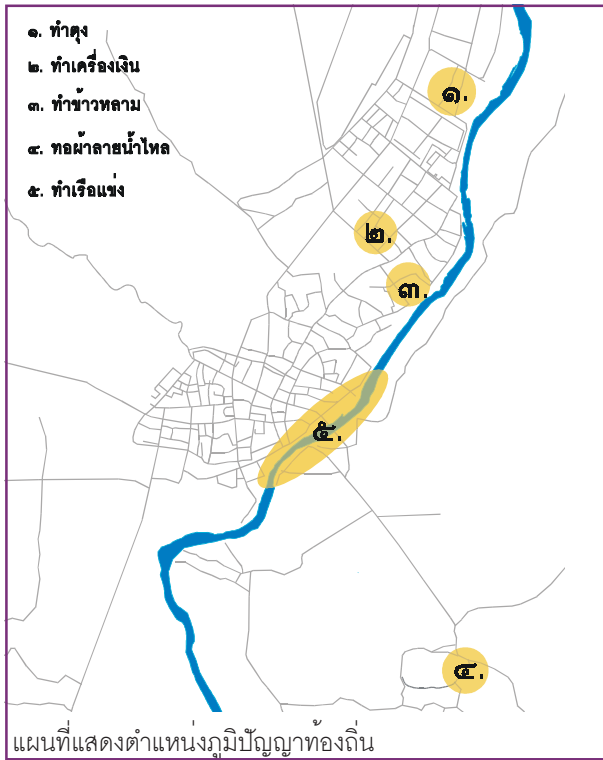 ๑. ทำตุง
๒. ทำเครื่องเงิน
๓. ทำข้าวหลาม
๔. ทอผ้าลายน้ำไหล
๕. ทำเรือแข่ง
๑.
๒.
๓.
๕.
๔.
แผนที่แสดงตำแหน่งภูมิปัญญาท้องถิ่น